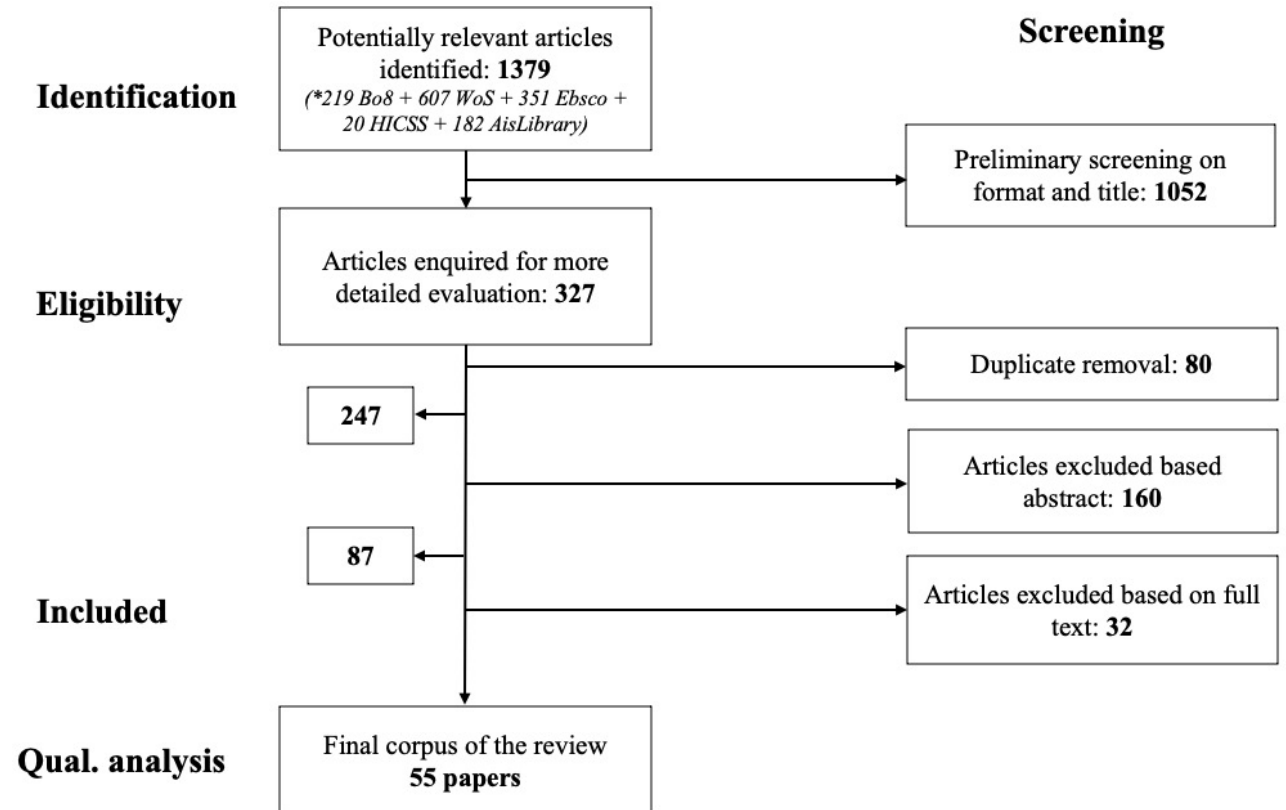 Screening
Potentially relevant articles
identified: 1379
(*219 Bo8 + 607 WoS + 351 Ebsco +
20 HICSS + 182 AisLibrary)
Identification
Preliminary screening on
format and title: 1052
Articles enquired for more
detailed evaluation: 327
Eligibility
Duplicate removal: 80
247
Articles excluded based
abstract: 160
87
Included
Articles excluded based on full
text: 32
Final corpus of the review
55 papers
Qual. analysis